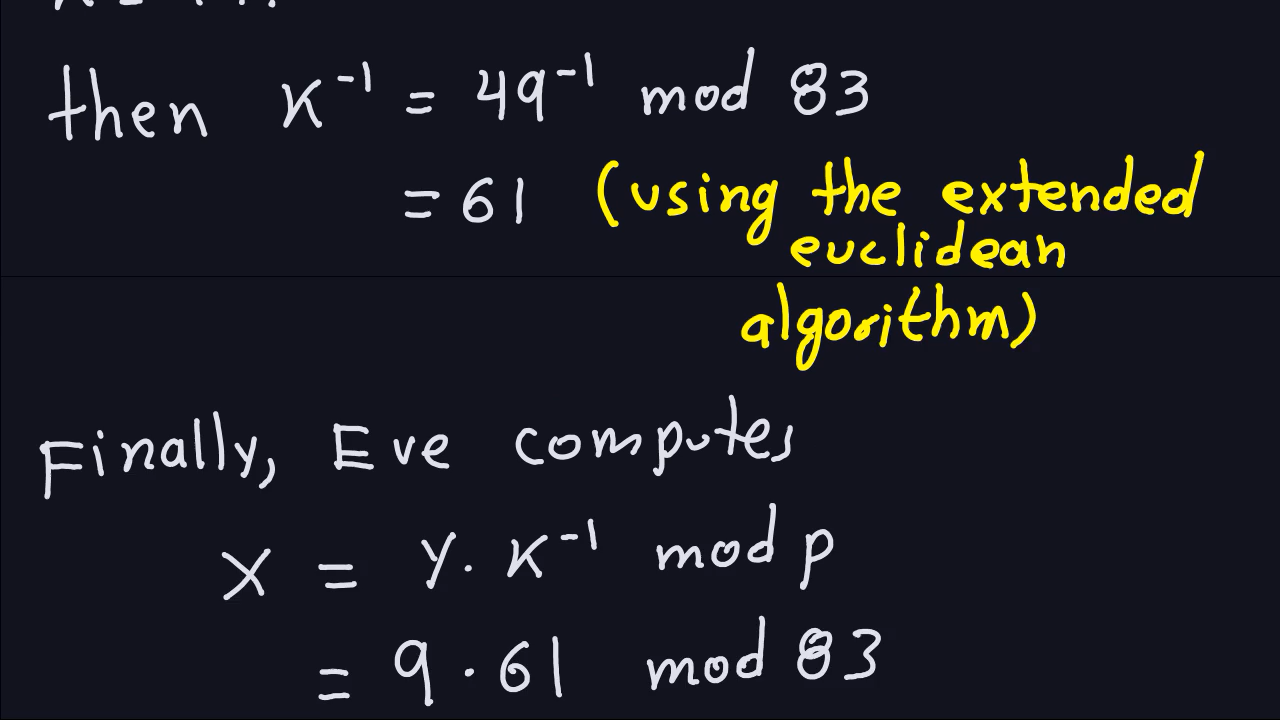 then K⁻¹ = 49⁻¹ mod 83
= 61 (using the extended
euclidean
algorithm)
Finally, Eve computes
X = Y · K⁻¹ mod p
= 9 · 61 mod 83